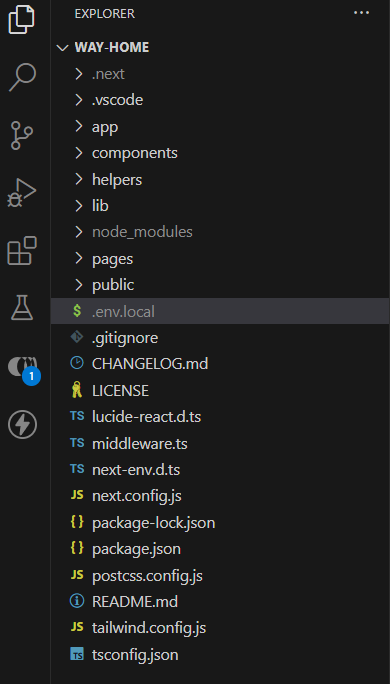 EXPLORER
WAY-HOME
.next
.vscode
app
components
helpers
lib
node_modules
pages
public
$ .env.local
.gitignore
CHANGELOG.md
LICENSE
TS lucide-react.d.ts
TS middleware.ts
TS next-env.d.ts
JS next.config.js
{ } package-lock.json
{ } package.json
JS postcss.config.js
README.md
JS tailwind.config.js
TS tsconfig.json
1